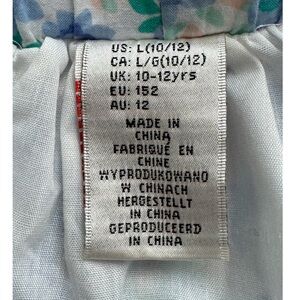 US: L(10/12)
CA: L/G(10/12)
UK: 10-12yrs
EU: 152
AU: 12
MADE IN
CHINA
FABRIQUÉ EN
CHINE
WYPRODUKOWANO
W CHINACH
HERGESTELLT
IN CHINA
GEPRODUCEERD
IN CHINA